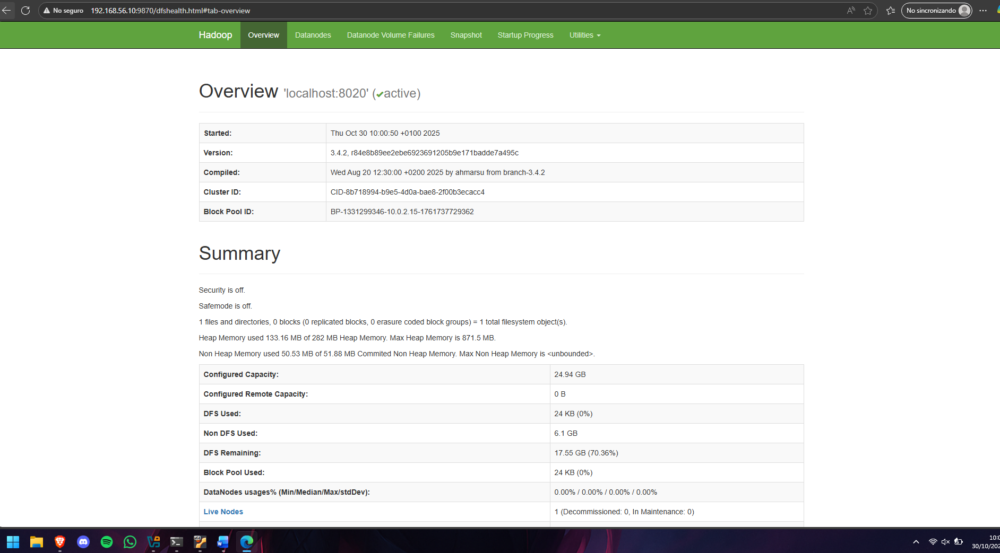 No seguro 192.168.56.10:9870/dfshealth.html#tab-overview No sincronizando
Hadoop Overview Datanodes Datanode Volume Failures Snapshot Startup Progress Utilities
Overview 'localhost:8020' (✔active)
Started: Thu Oct 30 10:00:50 +0100 2025
Version: 3.4.2, r84e8b89ee2ebe6923691205b9e171badde7a495c
Compiled: Wed Aug 20 12:30:00 +0200 2025 by ahmarsu from branch-3.4.2
Cluster ID: CID-8b718994-b9e5-4d0a-bae8-2f00b3ecacc4
Block Pool ID: BP-1331299346-10.0.2.15-1761737729362
Summary
Security is off.
Safemode is off.
1 files and directories, 0 blocks (0 replicated blocks, 0 erasure coded block groups) = 1 total filesystem object(s).
Heap Memory used 133.16 MB of 282 MB Heap Memory. Max Heap Memory is 871.5 MB.
Non Heap Memory used 50.53 MB of 51.88 MB Commited Non Heap Memory. Max Non Heap Memory is <unbounded>.
Configured Capacity: 24.94 GB
Configured Remote Capacity: 0 B
DFS Used: 24 KB (0%)
Non DFS Used: 6.1 GB
DFS Remaining: 17.55 GB (70.36%)
Block Pool Used: 24 KB (0%)
DataNodes usages% (Min/Median/Max/stdDev): 0.00% / 0.00% / 0.00% / 0.00%
Live Nodes 1 (Decommissioned: 0, In Maintenance: 0)
10:0
30/10/202